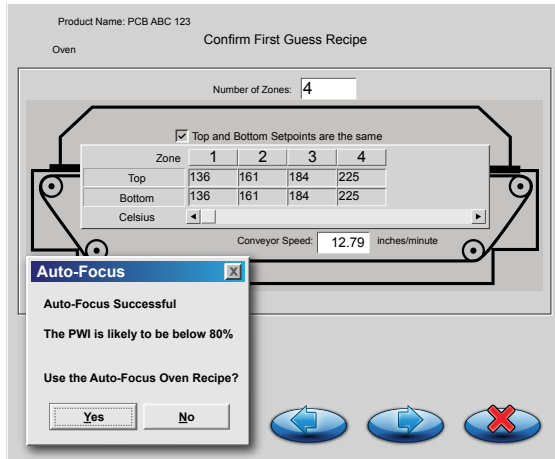 Product Name: PCB ABC 123
Confirm First Guess Recipe
Oven
Number of Zones: 4
Top and Bottom Setpoints are the same
Zone 1 2 3 4
Top 136 161 184 225
Bottom 136 161 184 225
Celsius
Conveyor Speed: 12.79 inches/minute
Auto-Focus X
Auto-Focus Successful
The PWI is likely to be below 80%
Use the Auto-Focus Oven Recipe?
Yes No